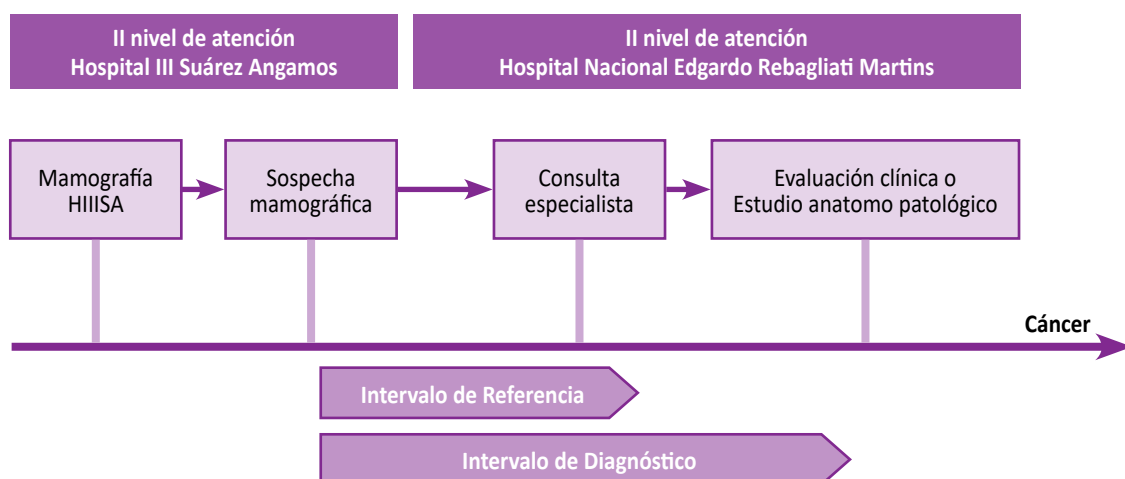 II nivel de atención
Hospital III Suárez Angamos
II nivel de atención
Hospital Nacional Edgardo Rebagliati Martins
Mamografía
HIIISA
Sospecha
mamográfica
Consulta
especialista
Evaluación clínica o
Estudio anatomo patológico
Cáncer
Intervalo de Referencia
Intervalo de Diagnóstico